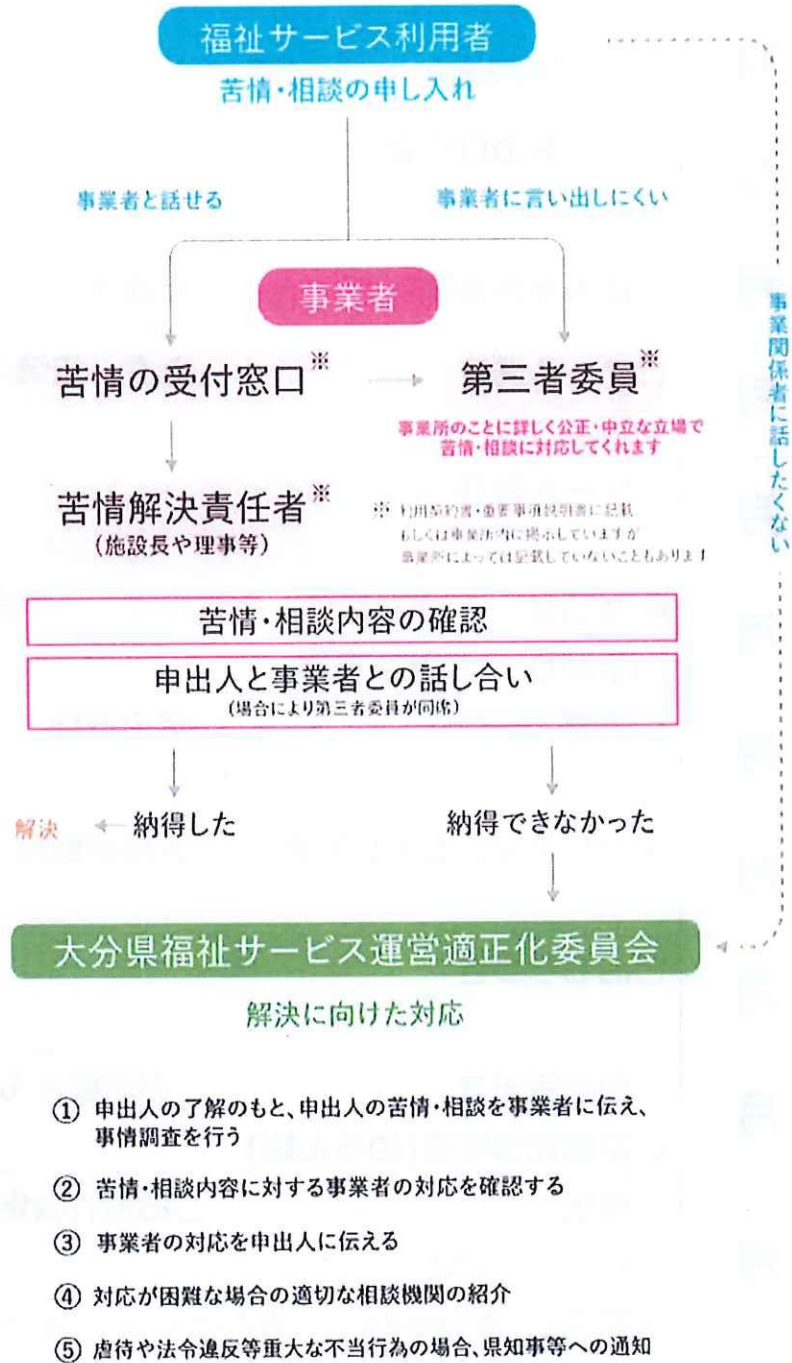 福祉サービス利用者
苦情・相談の申し入れ
事業者と話せる
事業者に言い出しにくい
事業関係者に話したくない
事業者
苦情の受付窓口※
第三者委員※
事業所のことに詳しく公正・中立な立場で
苦情・相談に対応してくれます
苦情解決責任者※
(施設長や理事等)
※ 利用契約書・重要事項説明書に記載
もしくは事業所内に掲示していますが
事業所によっては記載していないこともあります
苦情・相談内容の確認
申出人と事業者との話し合い
(場合により第三者委員が同席)
解決
納得した
納得できなかった
大分県福祉サービス運営適正化委員会
解決に向けた対応
① 申出人の了解のもと、申出人の苦情・相談を事業者に伝え、
事情調査を行う
② 苦情・相談内容に対する事業者の対応を確認する
③ 事業者の対応を申出人に伝える
④ 対応が困難な場合の適切な相談機関の紹介
⑤ 虐待や法令違反等重大な不当行為の場合、県知事等への通知